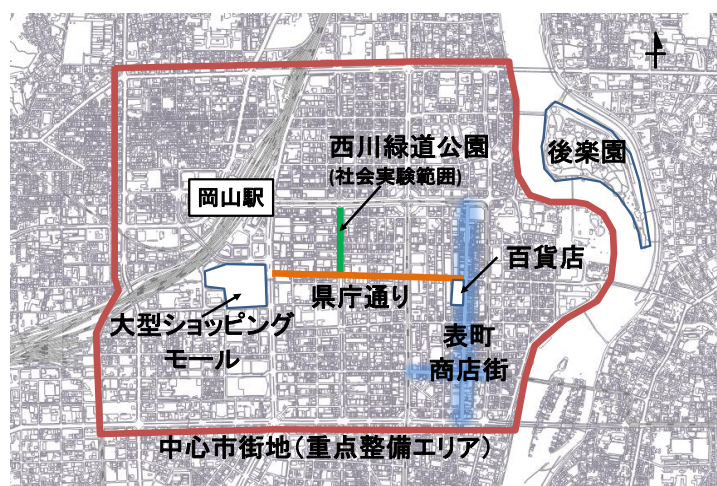 西川緑道公園
(社会実験範囲)
後楽園
岡山駅
百貨店
県庁通り
大型ショッピング
モール
表町
商店街
中心市街地(重点整備エリア)